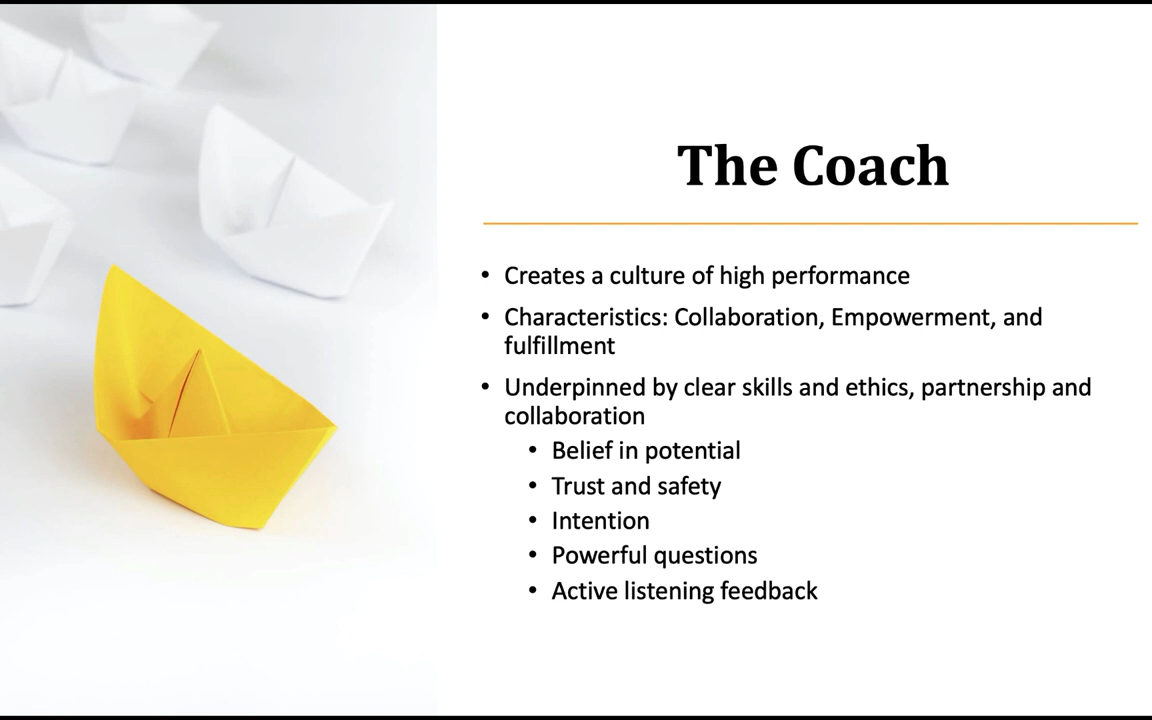 The Coach
• Creates a culture of high performance
• Characteristics: Collaboration, Empowerment, and
fulfillment
• Underpinned by clear skills and ethics, partnership and
collaboration
• Belief in potential
• Trust and safety
• Intention
• Powerful questions
• Active listening feedback